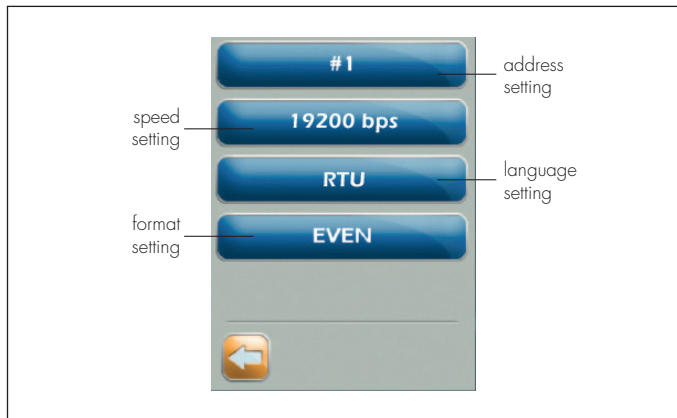 #1
address
setting
speed
setting
19200 bps
RTU
language
setting
format
setting
EVEN